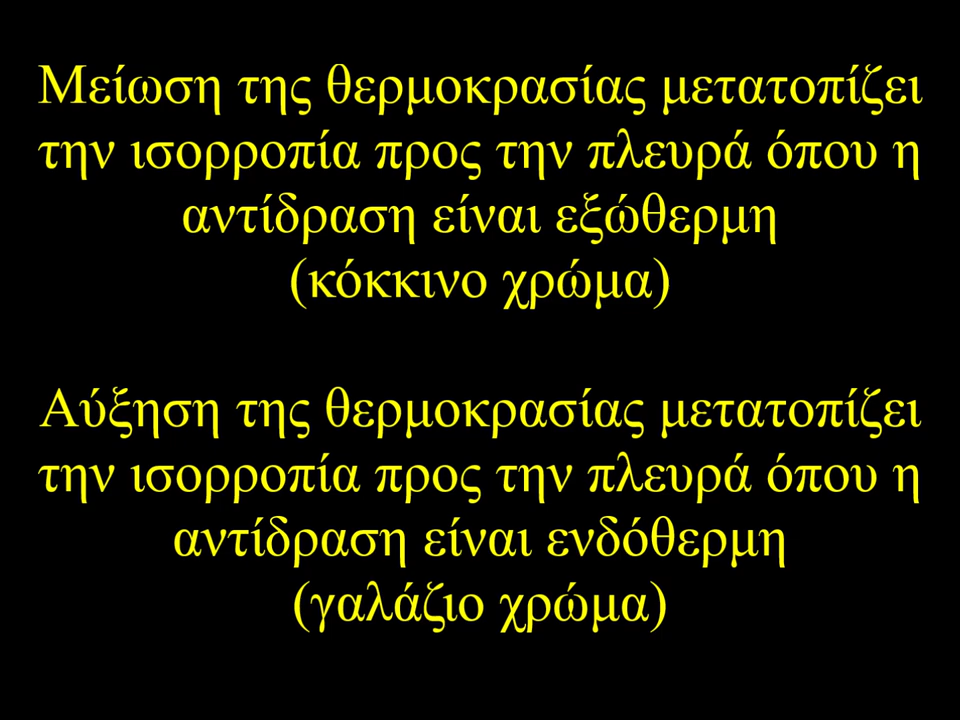 Μείωση της θερμοκρασίας μετατοπίζει
την ισορροπία προς την πλευρά όπου η
αντίδραση είναι εξώθερμη
(κόκκινο χρώμα)
Αύξηση της θερμοκρασίας μετατοπίζει
την ισορροπία προς την πλευρά όπου η
αντίδραση είναι ενδόθερμη
(γαλάζιο χρώμα)